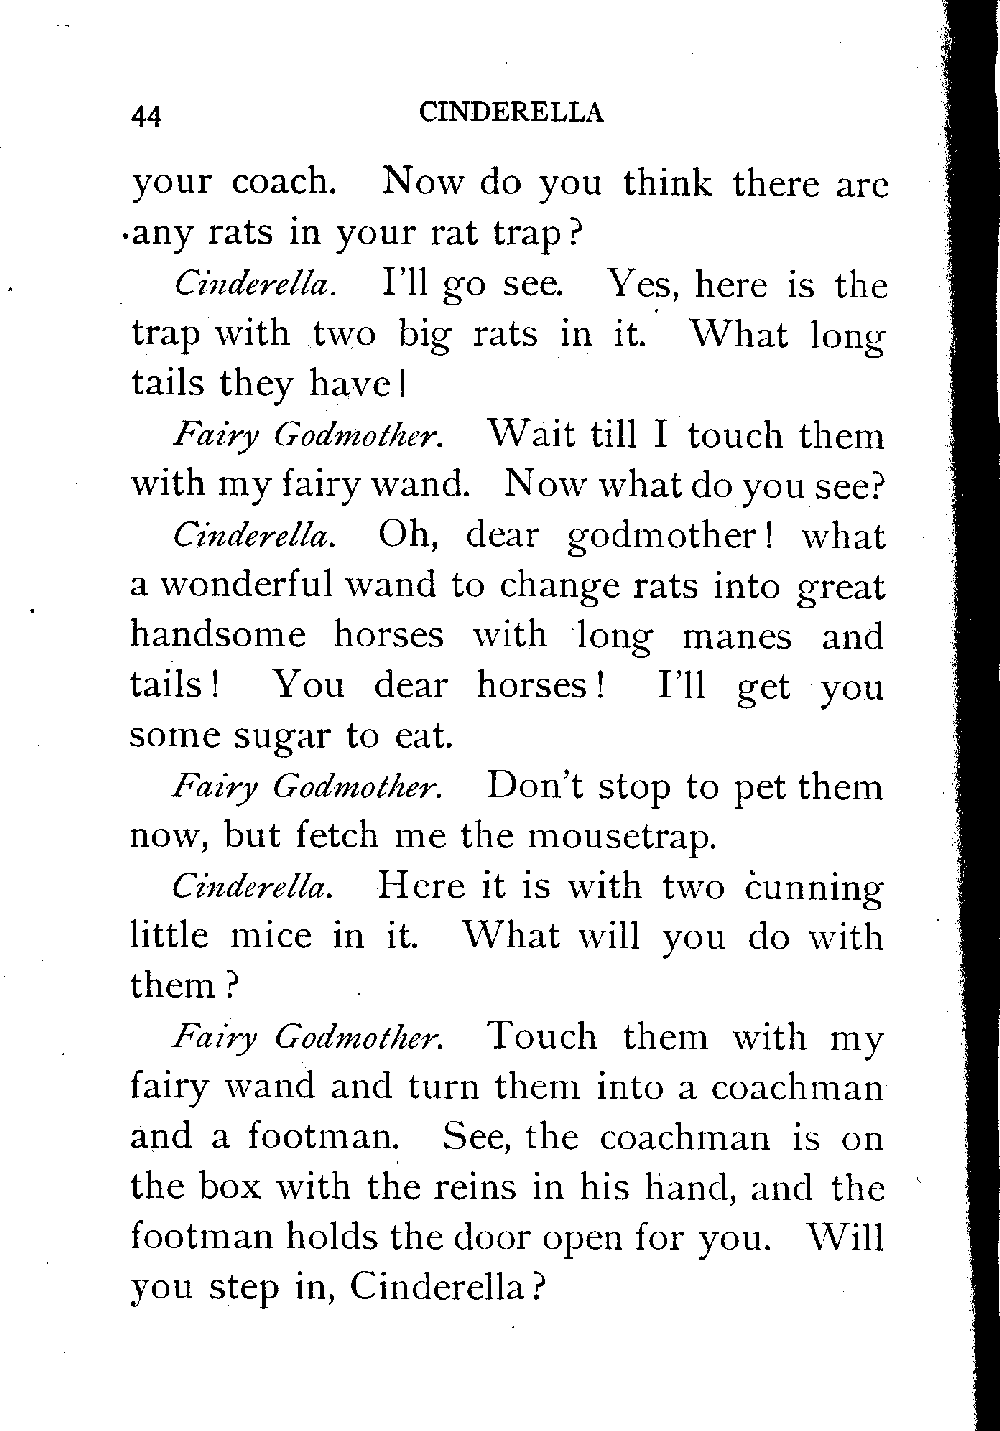 44 CINDERELLA
your coach. Now do you think there are
any rats in your rat trap?
Cinderella. I'll go see. Yes, here is the
trap with two big rats in it. What long
tails they have!
Fairy Godmother. Wait till I touch them
with my fairy wand. Now what do you see?
Cinderella. Oh, dear godmother! what
a wonderful wand to change rats into great
handsome horses with long manes and
tails! You dear horses! I'll get you
some sugar to eat.
Fairy Godmother. Don't stop to pet them
now, but fetch me the mousetrap.
Cinderella. Here it is with two cunning
little mice in it. What will you do with
them?
Fairy Godmother. Touch them with my
fairy wand and turn them into a coachman
and a footman. See, the coachman is on
the box with the reins in his hand, and the
footman holds the door open for you. Will
you step in, Cinderella?